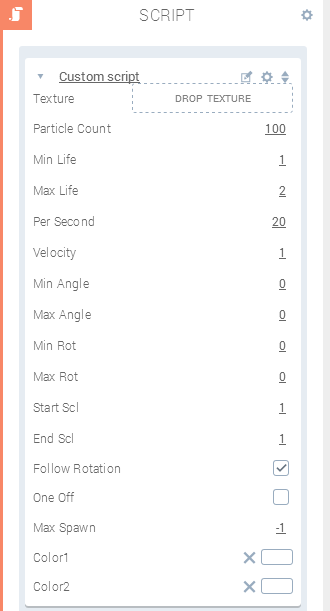 SCRIPT
Custom script
Texture DROP TEXTURE
Particle Count 100
Min Life 1
Max Life 2
Per Second 20
Velocity 1
Min Angle 0
Max Angle 0
Min Rot 0
Max Rot 0
Start Scl 1
End Scl 1
Follow Rotation
One Off
Max Spawn -1
Color1
Color2